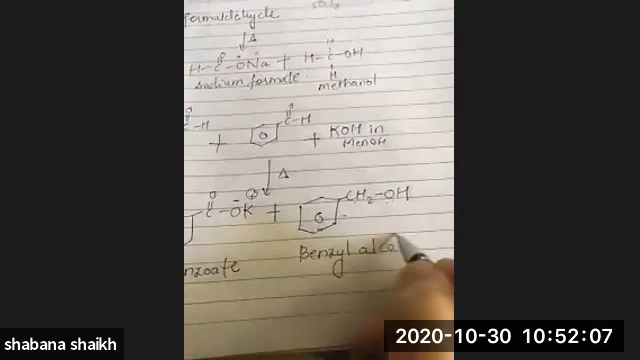 formaldehyde
Δ
O
H-C-ONa + H-C-OH
H
H
sodium formate. methanol
O
C-H
O
C-H
+ + KOH in
MeOH
Δ
O
C-OK + CH2-OH
nzoate Benzyl alco
shabana shaikh
2020-10-30 10:52:07